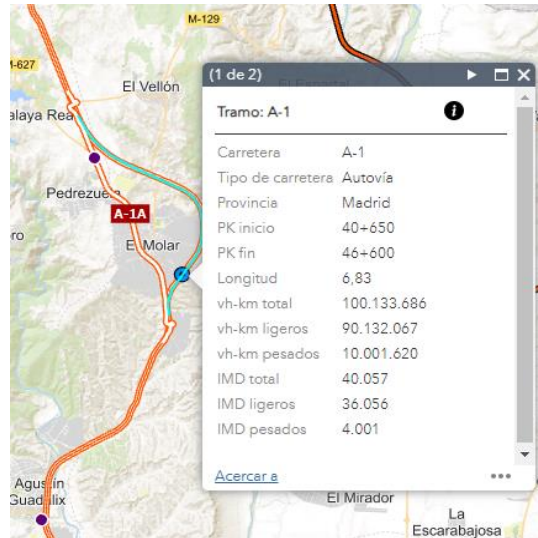 M-129
M-627
El Vellón
(1 de 2)
Tramo: A-1
Carretera A-1
Tipo de carretera Autovía
Provincia Madrid
PK inicio 40+650
PK fin 46+600
Longitud 6,83
vh-km total 100.133.686
vh-km ligeros 90.132.067
vh-km pesados 10.001.620
IMD total 40.057
IMD ligeros 36.056
IMD pesados 4.001
Acercar a
alaya Real
Pedrezuela
A-1A
El Molar
Agustín
Guadalix
El Mirador
La
Escarabajosa